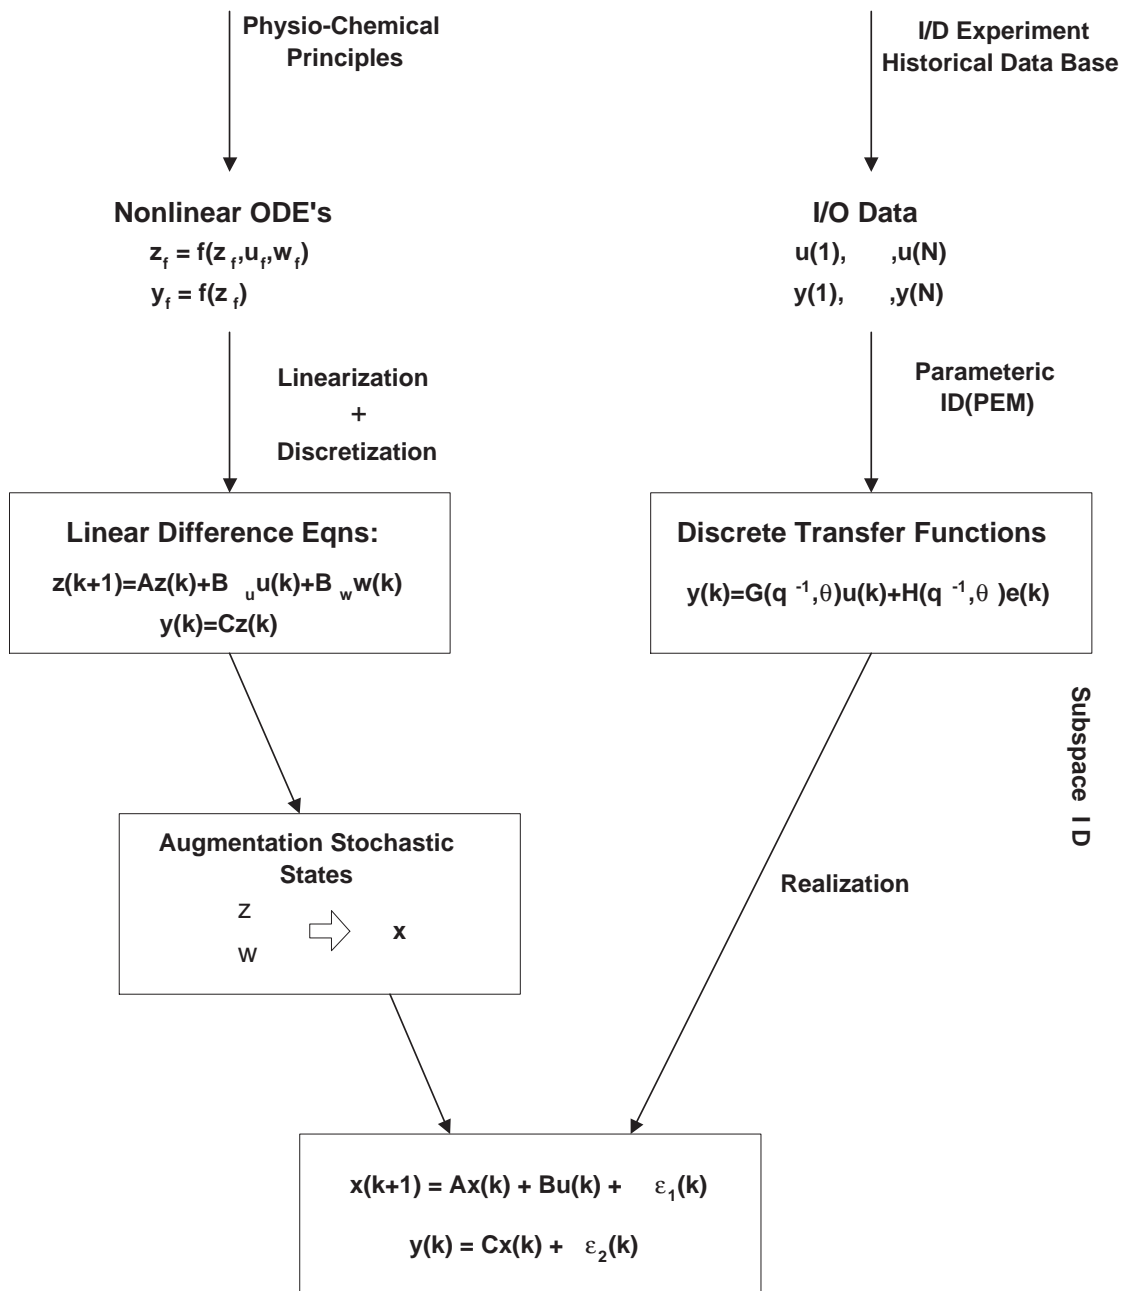 Physio-Chemical
Principles
I/D Experiment
Historical Data Base
Nonlinear ODE's
z_f = f(z_f,u_f,w_f)
y_f = f(z_f)
I/O Data
u(1), ,u(N)
y(1), ,y(N)
Linearization
+
Discretization
Parameteric
ID(PEM)
Linear Difference Eqns:
z(k+1)=Az(k)+B_u u(k)+B_w w(k)
y(k)=Cz(k)
Discrete Transfer Functions
y(k)=G(q^-1,θ)u(k)+H(q^-1,θ)e(k)
Subspace ID
Augmentation Stochastic
States
z
w
x
Realization
x(k+1) = Ax(k) + Bu(k) + ε_1(k)
y(k) = Cx(k) + ε_2(k)